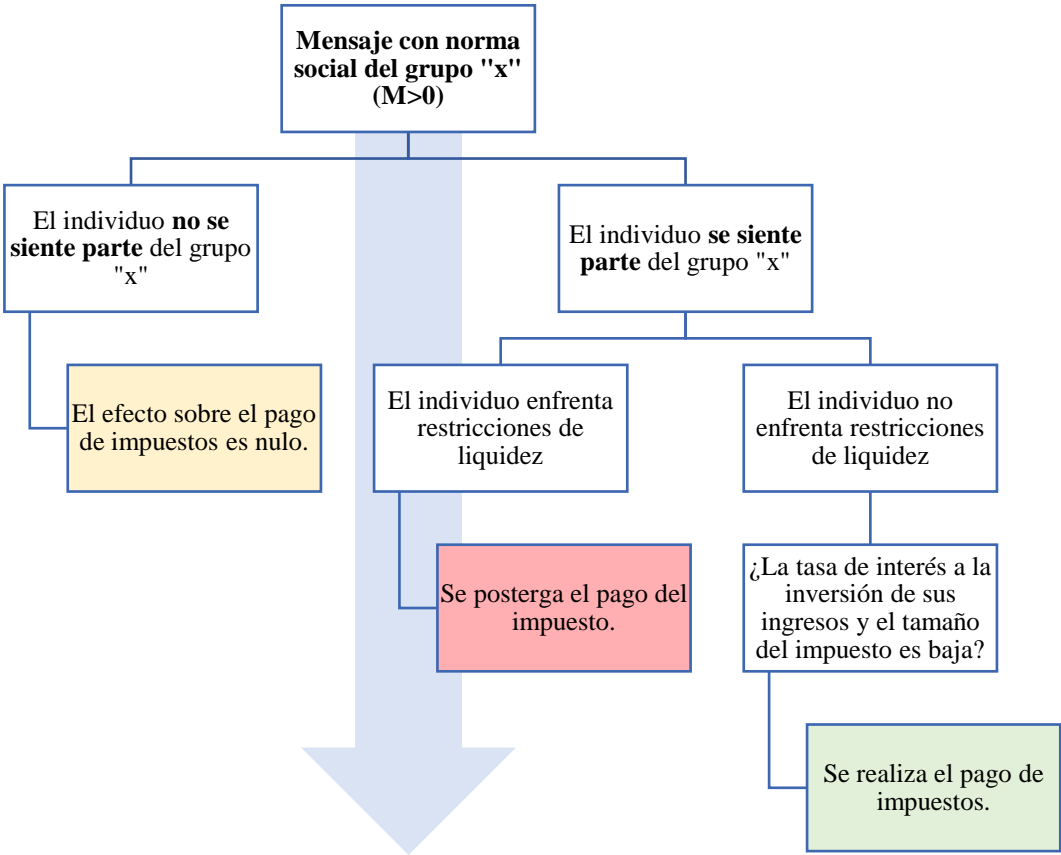 Mensaje con norma
social del grupo "x"
(M>0)
El individuo no se
siente parte del grupo
"x"
El individuo se siente
parte del grupo "x"
El efecto sobre el pago
de impuestos es nulo.
El individuo enfrenta
restricciones de
liquidez
El individuo no
enfrenta restricciones
de liquidez
Se posterga el pago del
impuesto.
¿La tasa de interés a la
inversión de sus
ingresos y el tamaño
del impuesto es baja?
Se realiza el pago de
impuestos.